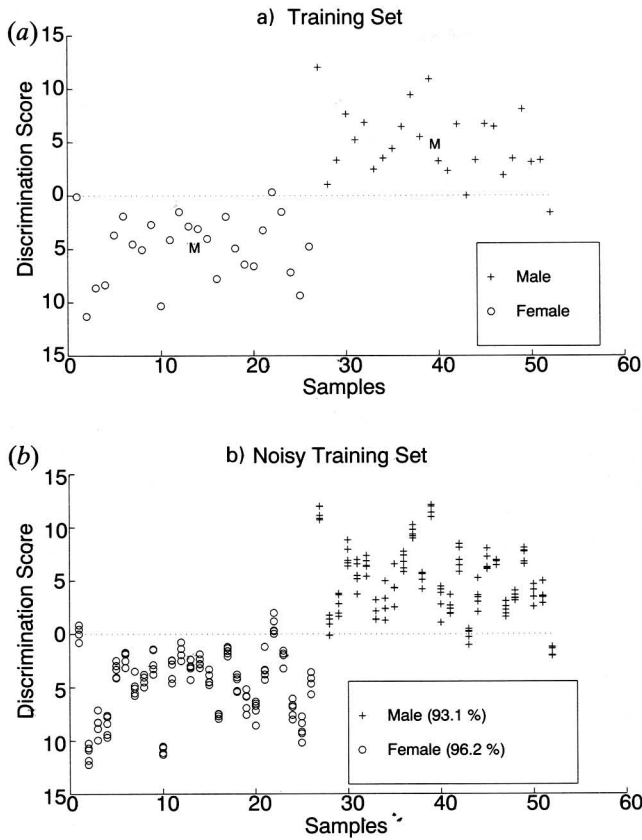 (a)
a) Training Set
Discrimination Score
15
10
5
0
5
10
15
M
M
+ Male
o Female
0 10 20 30 40 50 60
Samples
(b)
b) Noisy Training Set
Discrimination Score
15
10
5
0
5
10
15
+ Male (93.1 %)
o Female (96.2 %)
0 10 20 30 40 50 60
Samples